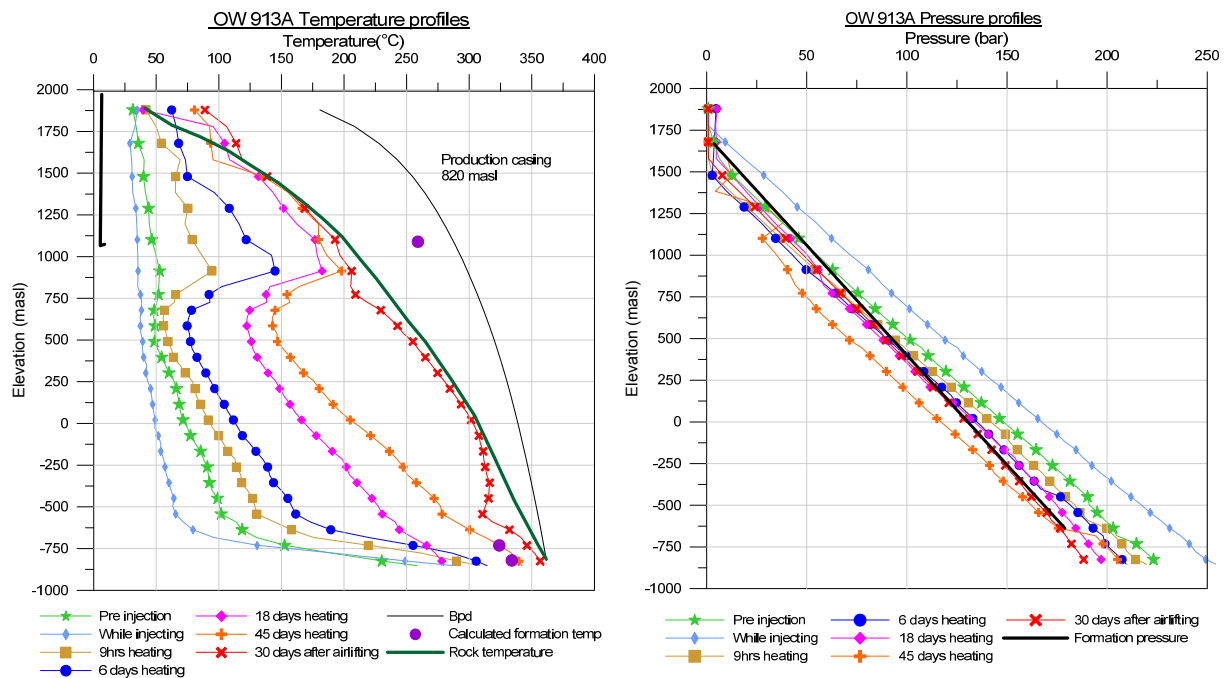 OW 913A Temperature profiles
Temperature(°C)
0 50 100 150 200 250 300 350 400
2000
1750
1500
1250
1000
750
500
250
0
-250
-500
-750
-1000
Elevation (masl)
Production casing
820 masl
Pre injection
While injecting
9hrs heating
6 days heating
18 days heating
45 days heating
30 days after airlifting
Bpd
Calculated formation temp
Rock temperature
OW 913A Pressure profiles
Pressure (bar)
0 50 100 150 200 250
2000
1750
1500
1250
1000
750
500
250
0
-250
-500
-750
-1000
Elevation (masl)
Pre injection
While injecting
9hrs heating
6 days heating
18 days heating
45 days heating
30 days after airlifting
Formation pressure